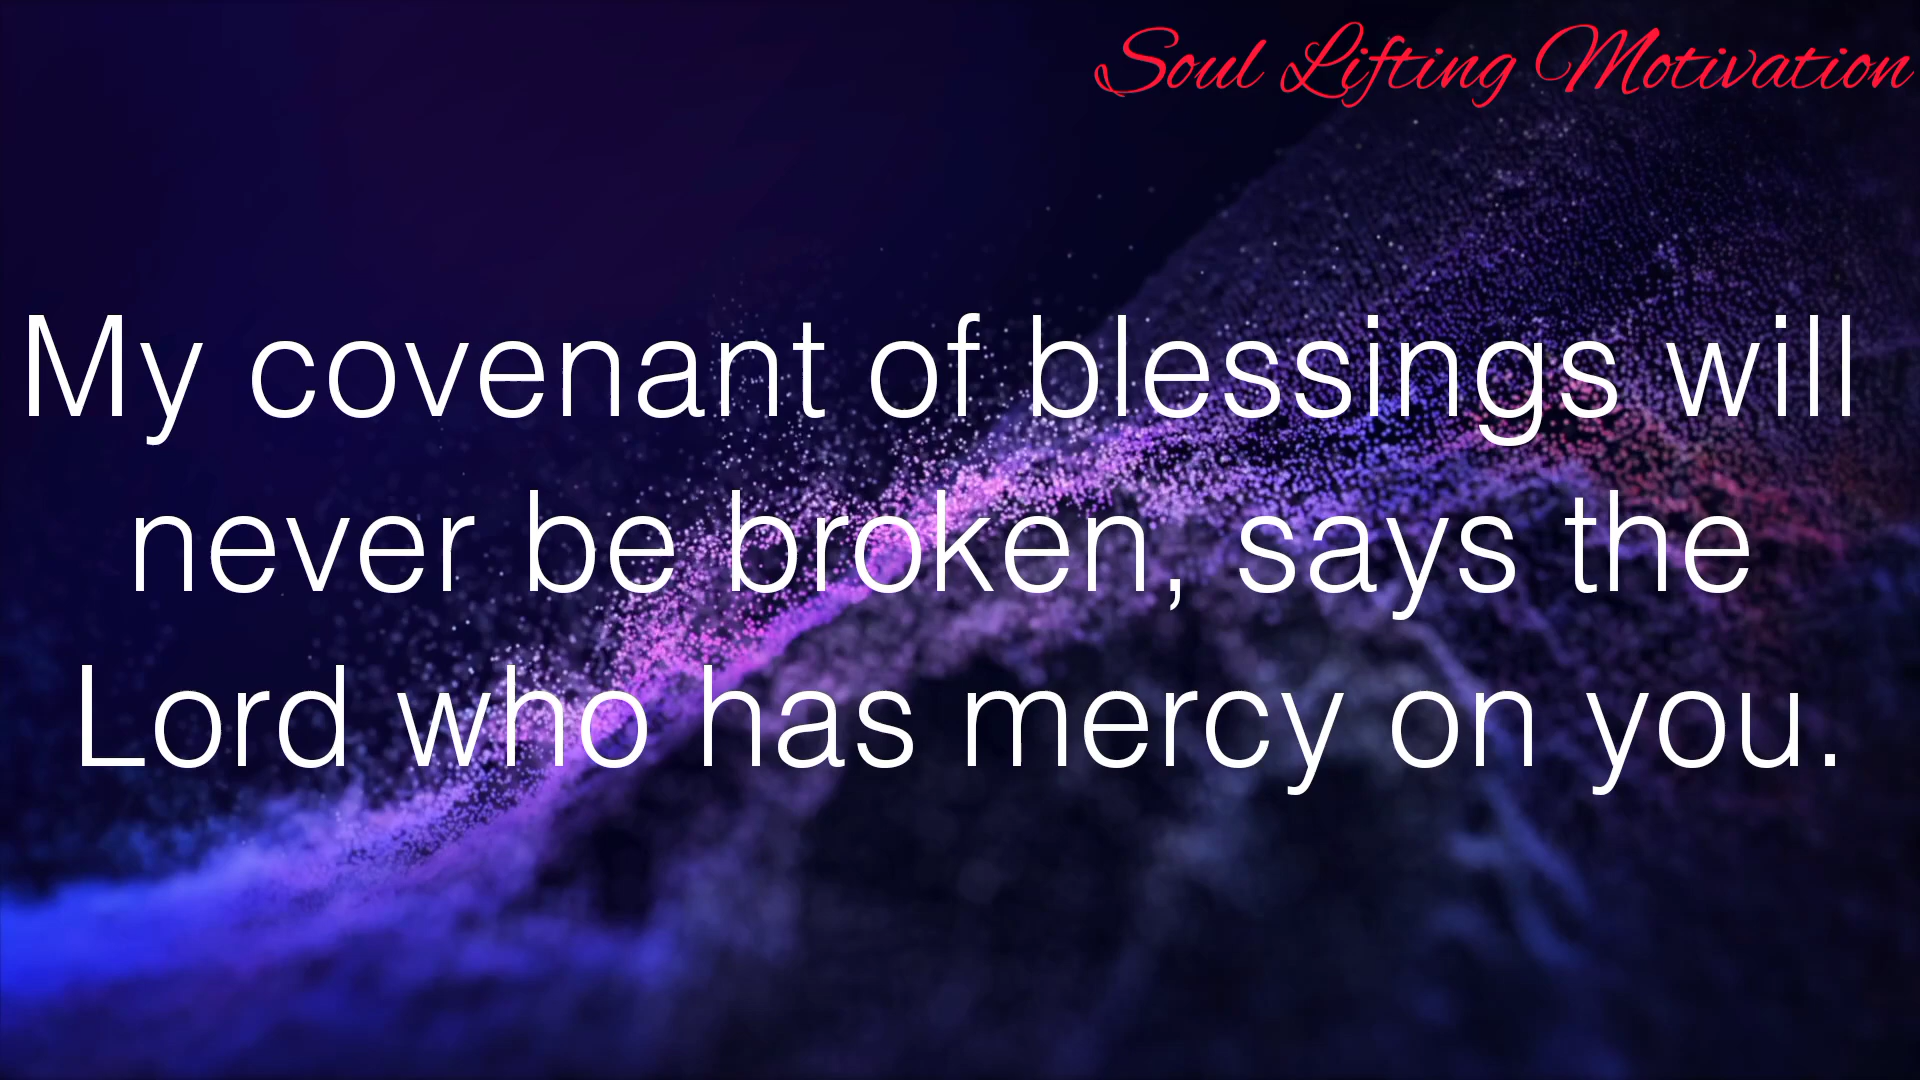 Soul Lifting Motivation
My covenant of blessings will
never be broken, says the
Lord who has mercy on you.